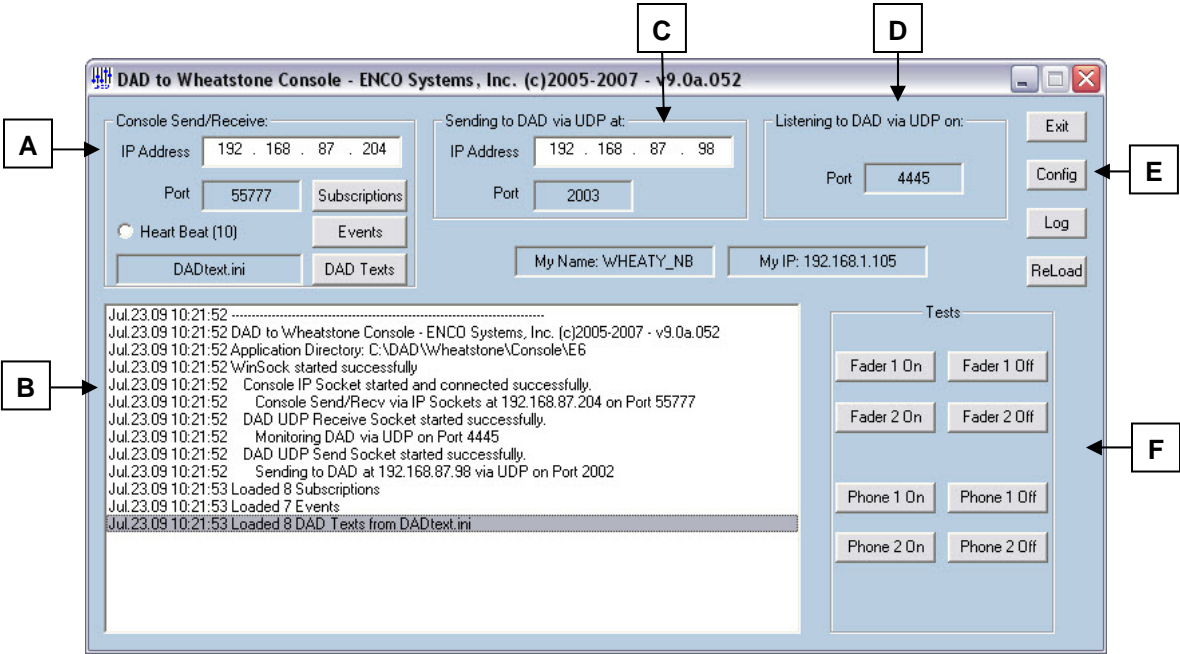 C
D
DAD to Wheatstone Console - ENCO Systems, Inc. (c)2005-2007 - v9.0a.052
A
Console Send/Receive:
IP Address 192 . 168 . 87 . 204
Port 55777 Subscriptions
Heart Beat (10) Events
DADtext.ini DAD Texts
Sending to DAD via UDP at:
IP Address 192 . 168 . 87 . 98
Port 2003
Listening to DAD via UDP on:
Port 4445
Exit
Config
E
Log
ReLoad
My Name: WHEATY_NB
My IP: 192.168.1.105
B
Jul.23.09 10:21:52 ------------------------------------------------------------------------------
Jul.23.09 10:21:52 DAD to Wheatstone Console - ENCO Systems, Inc. (c)2005-2007 - v9.0a.052
Jul.23.09 10:21:52 Application Directory: C:\DAD\Wheatstone\Console\E6
Jul.23.09 10:21:52 WinSock started successfully
Jul.23.09 10:21:52 Console IP Socket started and connected successfully.
Jul.23.09 10:21:52 Console Send/Recv via IP Sockets at 192.168.87.204 on Port 55777
Jul.23.09 10:21:52 DAD UDP Receive Socket started successfully.
Jul.23.09 10:21:52 Monitoring DAD via UDP on Port 4445
Jul.23.09 10:21:52 DAD UDP Send Socket started successfully.
Jul.23.09 10:21:52 Sending to DAD at 192.168.87.98 via UDP on Port 2002
Jul.23.09 10:21:53 Loaded 8 Subscriptions
Jul.23.09 10:21:53 Loaded 7 Events
Jul.23.09 10:21:53 Loaded 8 DAD Texts from DADtext.ini
Tests
Fader 1 On Fader 1 Off
Fader 2 On Fader 2 Off
Phone 1 On Phone 1 Off
Phone 2 On Phone 2 Off
F